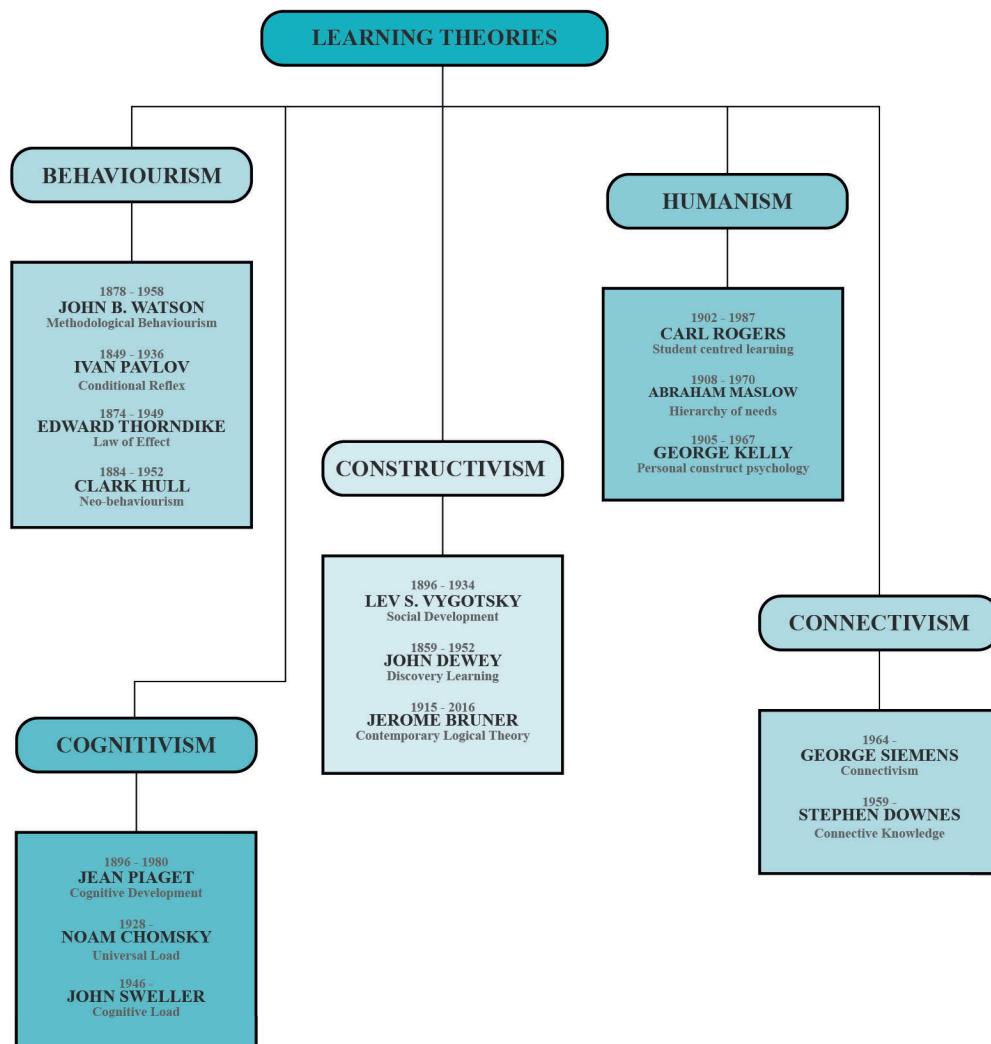 LEARNING THEORIES
BEHAVIOURISM
1878 - 1958
JOHN B. WATSON
Methodological Behaviourism
1849 - 1936
IVAN PAVLOV
Conditional Reflex
1874 - 1949
EDWARD THORNDIKE
Law of Effect
1884 - 1952
CLARK HULL
Neo-behaviourism
COGNITIVISM
1896 - 1980
JEAN PIAGET
Cognitive Development
1928 -
NOAM CHOMSKY
Universal Load
1946 -
JOHN SWELLER
Cognitive Load
CONSTRUCTIVISM
1896 - 1934
LEV S. VYGOTSKY
Social Development
1859 - 1952
JOHN DEWEY
Discovery Learning
1915 - 2016
JEROME BRUNER
Contemporary Logical Theory
HUMANISM
1902 - 1987
CARL ROGERS
Student centred learning
1908 - 1970
ABRAHAM MASLOW
Hierarchy of needs
1905 - 1967
GEORGE KELLY
Personal construct psychology
CONNECTIVISM
1964 -
GEORGE SIEMENS
Connectivism
1959 -
STEPHEN DOWNES
Connective Knowledge